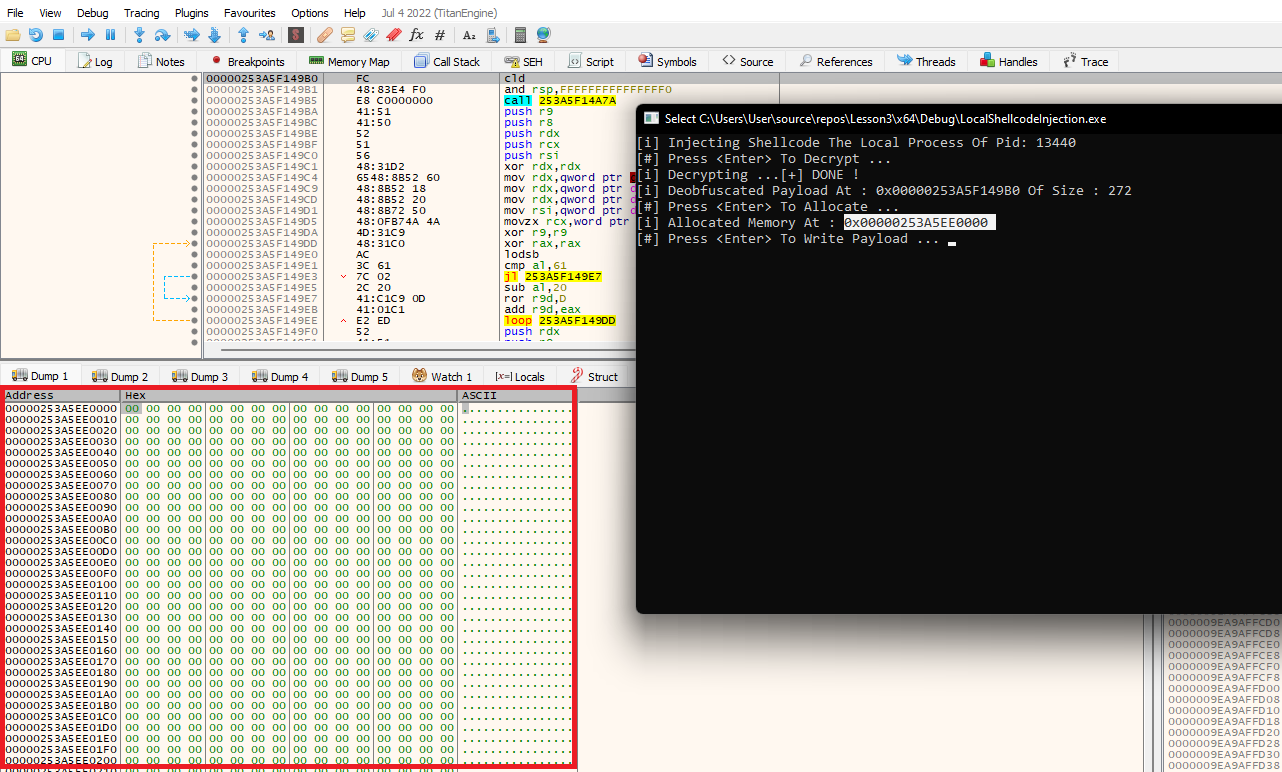 File View Debug Tracing Plugins Favourites Options Help Jul 4 2022 (TitanEngine)
CPU Log Notes Breakpoints Memory Map Call Stack SEH Script Symbols Source References Threads Handles Trace
00000253A5F149B0 FC cld
00000253A5F149B1 48:83E4 F0 and rsp,FFFFFFFFFFFFFFF0
00000253A5F149B5 E8 C0000000 call 253A5F14A7A
00000253A5F149BA 41:51 push r9
00000253A5F149BC 41:50 push r8
00000253A5F149BE 52 push rdx
00000253A5F149BF 51 push rcx
00000253A5F149C0 56 push rsi
00000253A5F149C1 48:31D2 xor rdx,rdx
00000253A5F149C4 6548:8B52 60 mov rdx,qword ptr
00000253A5F149C9 48:8B52 18 mov rdx,qword ptr
00000253A5F149CD 48:8B52 20 mov rdx,qword ptr
00000253A5F149D1 48:8B72 50 mov rsi,qword ptr
00000253A5F149D5 48:0FB74A 4A movzx rcx,word ptr
00000253A5F149DA 4D:31C9 xor r9,r9
00000253A5F149DD 48:31C0 xor rax,rax
00000253A5F149E0 AC lodsb
00000253A5F149E1 3C 61 cmp al,61
00000253A5F149E3 7C 02 jl 253A5F149E7
00000253A5F149E5 2C 20 sub al,20
00000253A5F149E7 41:C1C9 0D ror r9d,D
00000253A5F149EB 41:01C1 add r9d,eax
00000253A5F149EE E2 ED loop 253A5F149DD
00000253A5F149F0 52 push rdx
Select C:\Users\User\source\repos\Lesson3\x64\Debug\LocalShellcodeInjection.exe
[i] Injecting Shellcode The Local Process Of Pid: 13440
[#] Press <Enter> To Decrypt ...
[i] Decrypting ...[+] DONE !
[i] Deobfuscated Payload At : 0x00000253A5F149B0 Of Size : 272
[#] Press <Enter> To Allocate ...
[i] Allocated Memory At : 0x00000253A5EE0000
[#] Press <Enter> To Write Payload ...
Dump 1 Dump 2 Dump 3 Dump 4 Dump 5 Watch 1 [x=] Locals Struct
Address Hex ASCII
00000253A5EE0000 00 00 00 00 00 00 00 00 00 00 00 00 00 00 00 00 ................
00000253A5EE0010 00 00 00 00 00 00 00 00 00 00 00 00 00 00 00 00 ................
00000253A5EE0020 00 00 00 00 00 00 00 00 00 00 00 00 00 00 00 00 ................
00000253A5EE0030 00 00 00 00 00 00 00 00 00 00 00 00 00 00 00 00 ................
00000253A5EE0040 00 00 00 00 00 00 00 00 00 00 00 00 00 00 00 00 ................
00000253A5EE0050 00 00 00 00 00 00 00 00 00 00 00 00 00 00 00 00 ................
00000253A5EE0060 00 00 00 00 00 00 00 00 00 00 00 00 00 00 00 00 ................
00000253A5EE0070 00 00 00 00 00 00 00 00 00 00 00 00 00 00 00 00 ................
00000253A5EE0080 00 00 00 00 00 00 00 00 00 00 00 00 00 00 00 00 ................
00000253A5EE0090 00 00 00 00 00 00 00 00 00 00 00 00 00 00 00 00 ................
00000253A5EE00A0 00 00 00 00 00 00 00 00 00 00 00 00 00 00 00 00 ................
00000253A5EE00B0 00 00 00 00 00 00 00 00 00 00 00 00 00 00 00 00 ................
00000253A5EE00C0 00 00 00 00 00 00 00 00 00 00 00 00 00 00 00 00 ................
00000253A5EE00D0 00 00 00 00 00 00 00 00 00 00 00 00 00 00 00 00 ................
00000253A5EE00E0 00 00 00 00 00 00 00 00 00 00 00 00 00 00 00 00 ................
00000253A5EE00F0 00 00 00 00 00 00 00 00 00 00 00 00 00 00 00 00 ................
00000253A5EE0100 00 00 00 00 00 00 00 00 00 00 00 00 00 00 00 00 ................
00000253A5EE0110 00 00 00 00 00 00 00 00 00 00 00 00 00 00 00 00 ................
00000253A5EE0120 00 00 00 00 00 00 00 00 00 00 00 00 00 00 00 00 ................
00000253A5EE0130 00 00 00 00 00 00 00 00 00 00 00 00 00 00 00 00 ................
00000253A5EE0140 00 00 00 00 00 00 00 00 00 00 00 00 00 00 00 00 ................
00000253A5EE0150 00 00 00 00 00 00 00 00 00 00 00 00 00 00 00 00 ................
00000253A5EE0160 00 00 00 00 00 00 00 00 00 00 00 00 00 00 00 00 ................
00000253A5EE0170 00 00 00 00 00 00 00 00 00 00 00 00 00 00 00 00 ................
00000253A5EE0180 00 00 00 00 00 00 00 00 00 00 00 00 00 00 00 00 ................
00000253A5EE0190 00 00 00 00 00 00 00 00 00 00 00 00 00 00 00 00 ................
00000253A5EE01A0 00 00 00 00 00 00 00 00 00 00 00 00 00 00 00 00 ................
00000253A5EE01B0 00 00 00 00 00 00 00 00 00 00 00 00 00 00 00 00 ................
00000253A5EE01C0 00 00 00 00 00 00 00 00 00 00 00 00 00 00 00 00 ................
00000253A5EE01D0 00 00 00 00 00 00 00 00 00 00 00 00 00 00 00 00 ................
00000253A5EE01E0 00 00 00 00 00 00 00 00 00 00 00 00 00 00 00 00 ................
00000253A5EE01F0 00 00 00 00 00 00 00 00 00 00 00 00 00 00 00 00 ................
00000253A5EE0200 00 00 00 00 00 00 00 00 00 00 00 00 00 00 00 00 ................
0000009EA9AFFCD0
0000009EA9AFFCD8
0000009EA9AFFCE0
0000009EA9AFFCE8
0000009EA9AFFCF0
0000009EA9AFFCF8
0000009EA9AFFD00
0000009EA9AFFD08
0000009EA9AFFD10
0000009EA9AFFD18
0000009EA9AFFD20
0000009EA9AFFD28
0000009EA9AFFD30
0000009EA9AFFD38